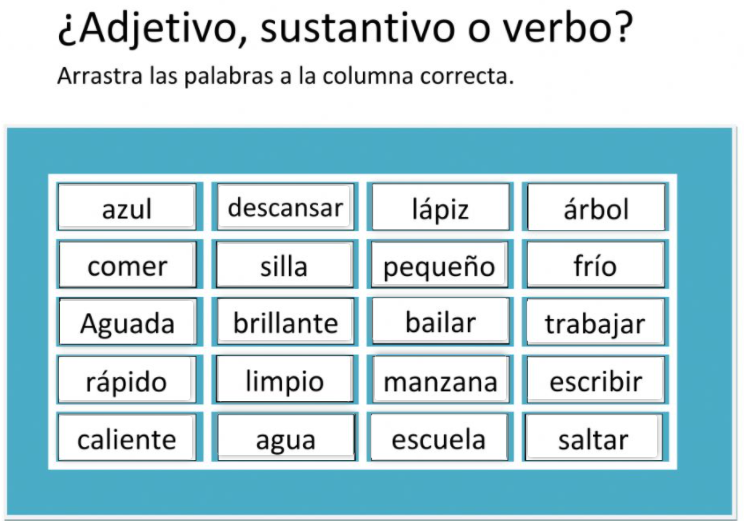 ¿Adjetivo, sustantivo o verbo?
Arrastra las palabras a la columna correcta.
azul descansar lápiz árbol
comer silla pequeño frío
Aguada brillante bailar trabajar
rápido limpio manzana escribir
caliente agua escuela saltar